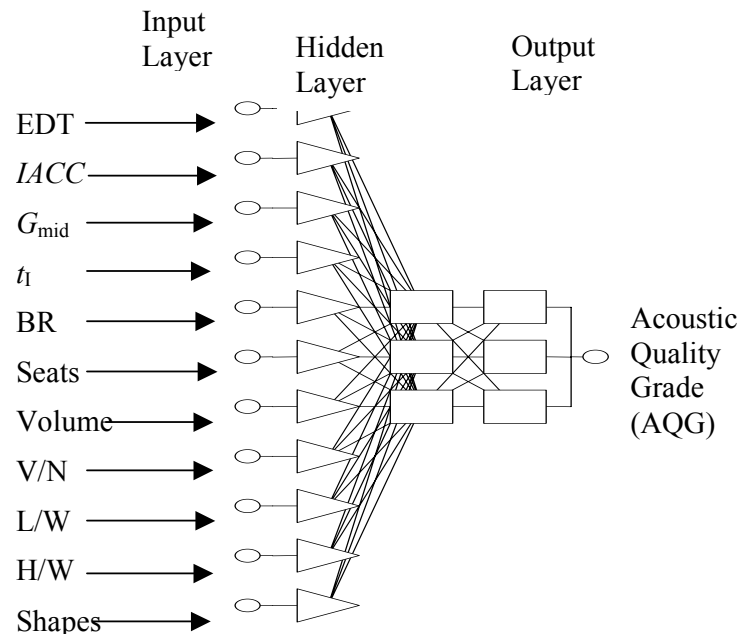 Input
Layer
Hidden
Layer
Output
Layer
EDT
IACC
Gmid
tI
BR
Seats
Volume
V/N
L/W
H/W
Shapes
Acoustic
Quality
Grade
(AQG)